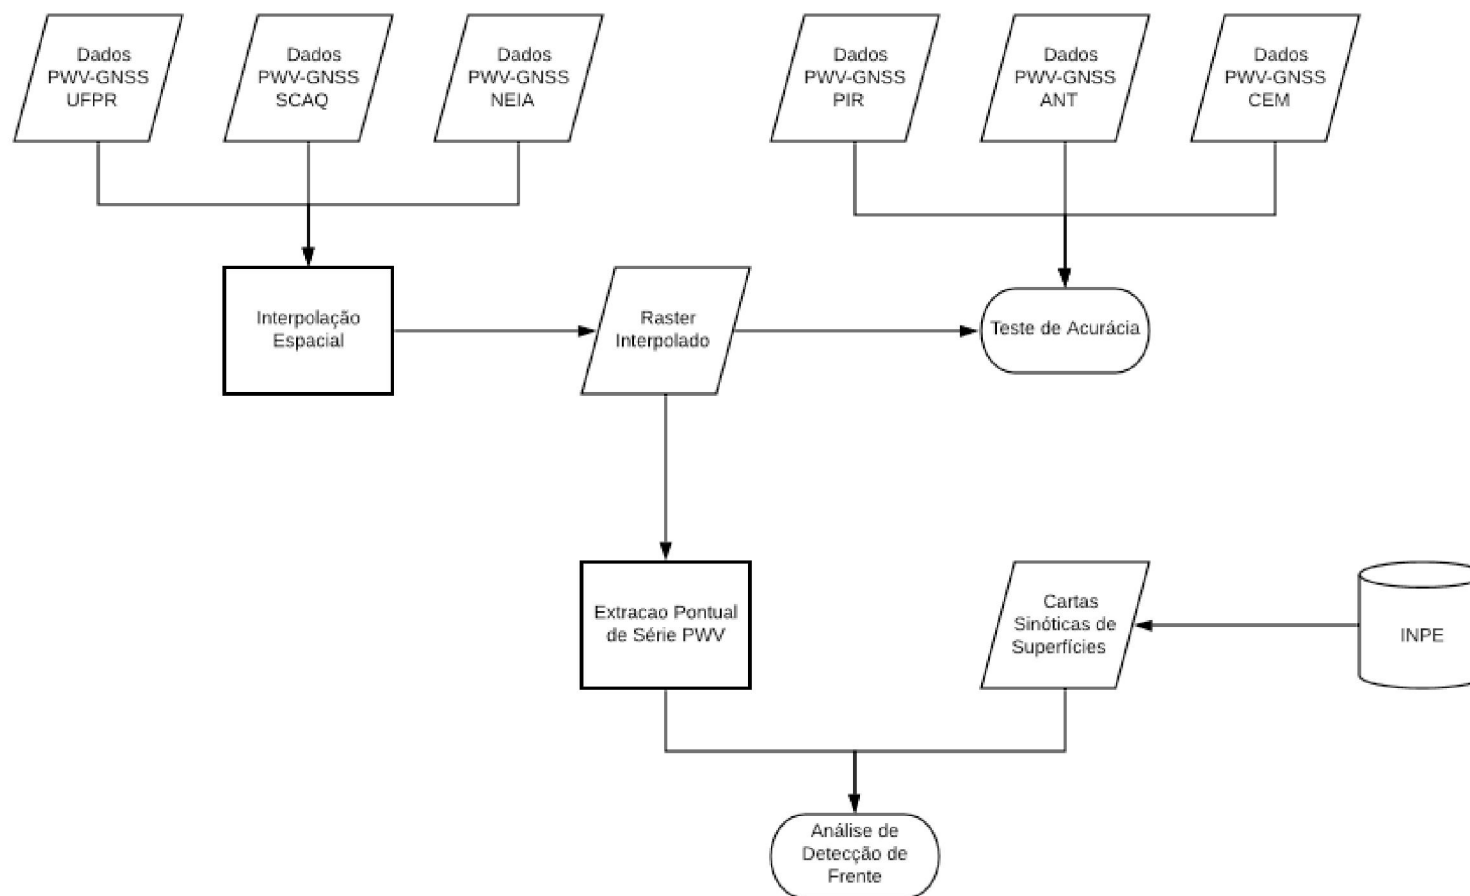 Dados
PWV-GNSS
UFPR
Dados
PWV-GNSS
SCAQ
Dados
PWV-GNSS
NEIA
Dados
PWV-GNSS
PIR
Dados
PWV-GNSS
ANT
Dados
PWV-GNSS
CEM
Interpolação
Espacial
Raster
Interpolado
Teste de Acurácia
Extracao Pontual
de Série PWV
Cartas
Sinóticas de
Superfícies
INPE
Análise de
Detecção de
Frente